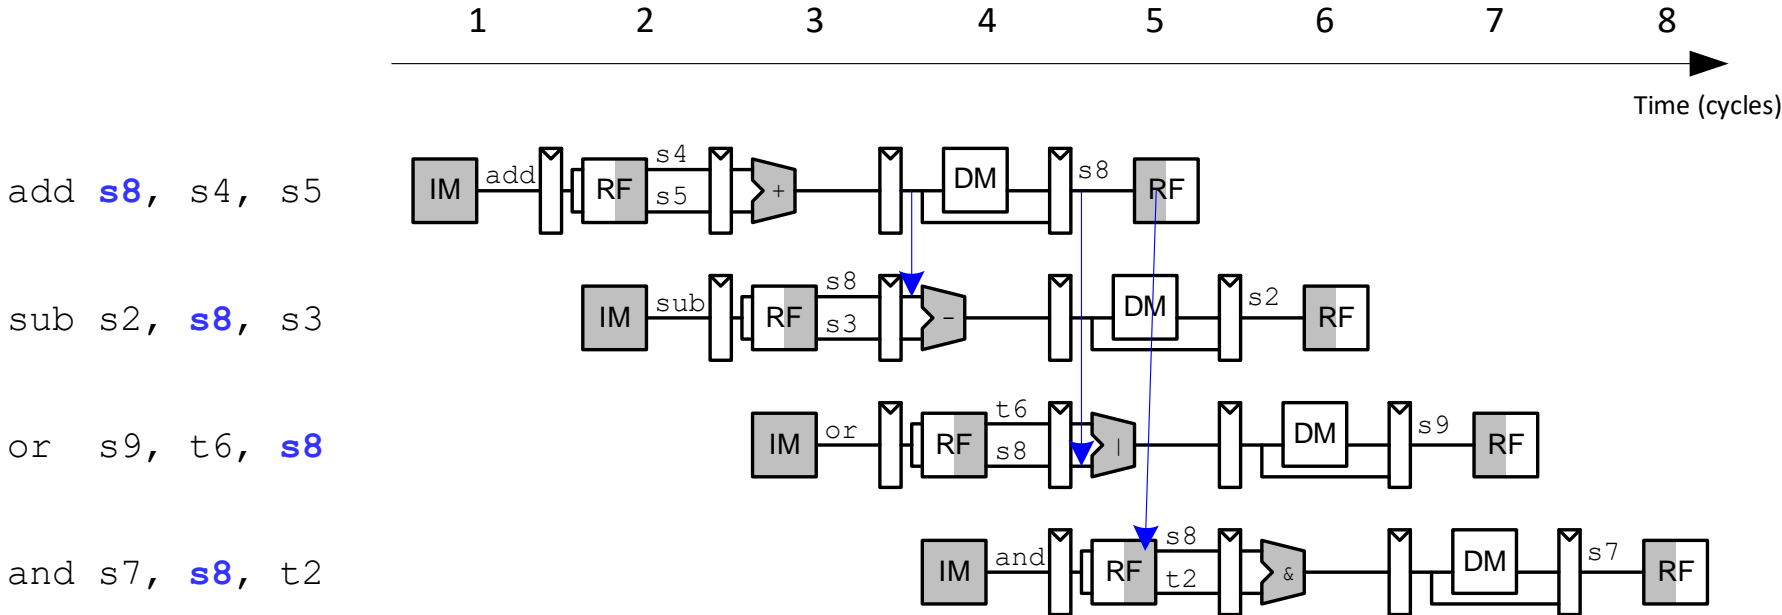 1 2 3 4 5 6 7 8
Time (cycles)
add s8, s4, s5
IM add RF s4 s5 + DM s8 RF
sub s2, s8, s3
IM sub RF s8 s3 - DM s2 RF
or s9, t6, s8
IM or RF t6 s8 | DM s9 RF
and s7, s8, t2
IM and RF s8 t2 & DM s7 RF